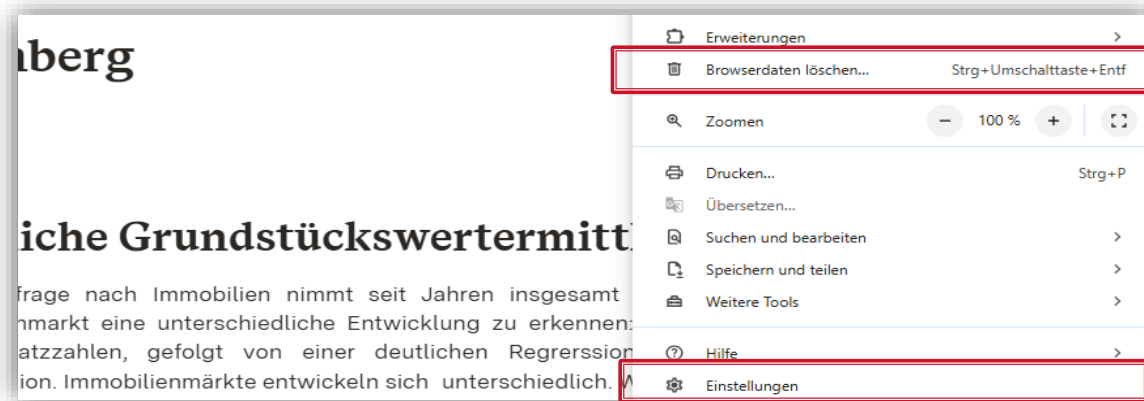 nberg
iche Grundstückswertermittl
frage nach Immobilien nimmt seit Jahren insgesamt
nmarkt eine unterschiedliche Entwicklung zu erkennen:
atzzahlen, gefolgt von einer deutlichen Regrerssion
ion. Immobilienmärkte entwickeln sich unterschiedlich. W
Erweiterungen
Browserdaten löschen... Strg+Umschalttaste+Entf
Zoomen − 100 % +
Drucken... Strg+P
Übersetzen...
Suchen und bearbeiten
Speichern und teilen
Weitere Tools
Hilfe
Einstellungen